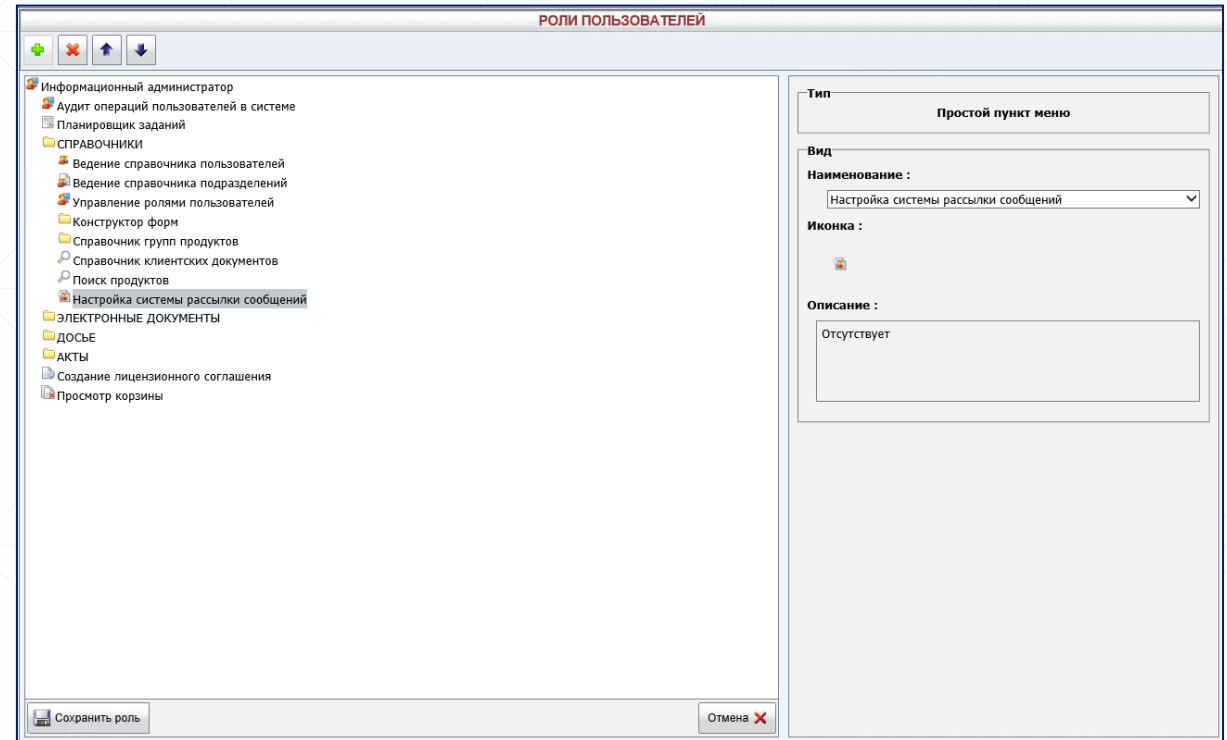 РОЛИ ПОЛЬЗОВАТЕЛЕЙ
Информационный администратор
Аудит операций пользователей в системе
Планировщик заданий
СПРАВОЧНИКИ
Ведение справочника пользователей
Ведение справочника подразделений
Управление ролями пользователей
Конструктор форм
Справочник групп продуктов
Справочник клиентских документов
Поиск продуктов
Настройка системы рассылки сообщений
ЭЛЕКТРОННЫЕ ДОКУМЕНТЫ
ДОСЬЕ
АКТЫ
Создание лицензионного соглашения
Просмотр корзины
Сохранить роль
Отмена
Тип
Простой пункт меню
Вид
Наименование :
Настройка системы рассылки сообщений
Иконка :
Описание :
Отсутствует